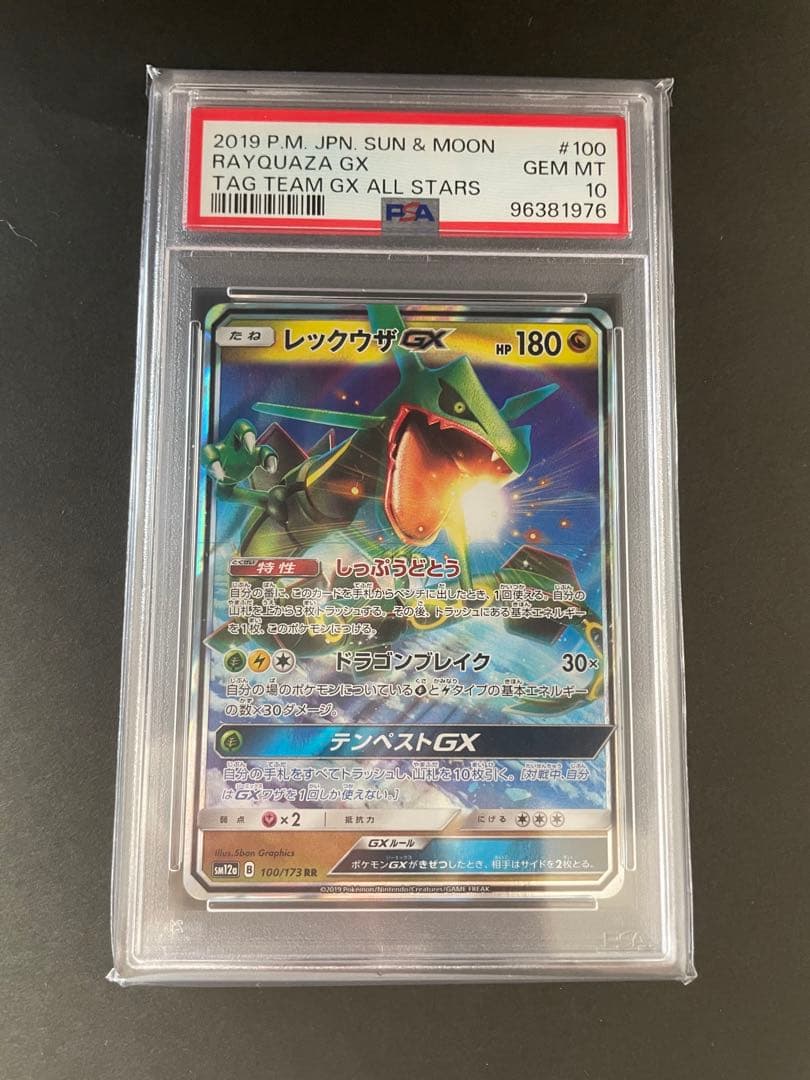 2019 P.M. JPN. SUN & MOON #100
RAYQUAZA GX GEM MT
TAG TEAM GX ALL STARS 10
PSA 96381976
たね レックウザGX HP 180
とくせい
特性 しっぷうどとう
自分の番に、このカードを手札からベンチに出したとき、1回使える。自分の
山札を上から3枚トラッシュする。その後、トラッシュにある基本エネルギー
を1枚、このポケモンにつける。
ドラゴンブレイク 30×
自分の場のポケモンについている と タイプの基本エネルギー
の数×30ダメージ。
テンペストGX
自分の手札をすべてトラッシュし、山札を10枚引く。[対戦中、自分
はGXワザを1回しか使えない。]
弱点 ×2 抵抗力 にげる
Illus.5ban Graphics
GXルール
ポケモンGXがきぜつしたとき、相手はサイドを2枚とる。
sm12a B 100/173 RR
©2019 Pokémon/Nintendo/Creatures/GAME FREAK
PSA